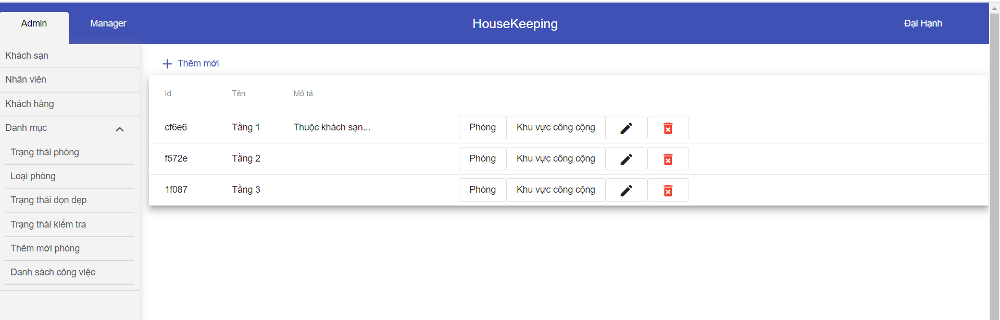 Admin Manager HouseKeeping Đại Hạnh
Khách sạn
Nhân viên
Khách hàng
Danh mục
Trạng thái phòng
Loại phòng
Trạng thái dọn dẹp
Trạng thái kiểm tra
Thêm mới phòng
Danh sách công việc
Thêm mới
Id Tên Mô tả
cf6e6 Tầng 1 Thuộc khách sạn... Phòng Khu vực công cộng
f572e Tầng 2 Phòng Khu vực công cộng
1f087 Tầng 3 Phòng Khu vực công cộng